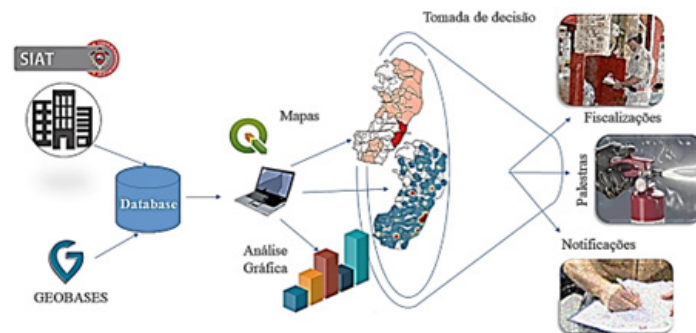 SIAT
Tomada de decisão
Mapas
Fiscalizações
Database
Palestras
Análise
Gráfica
Notificações
GEOBASES